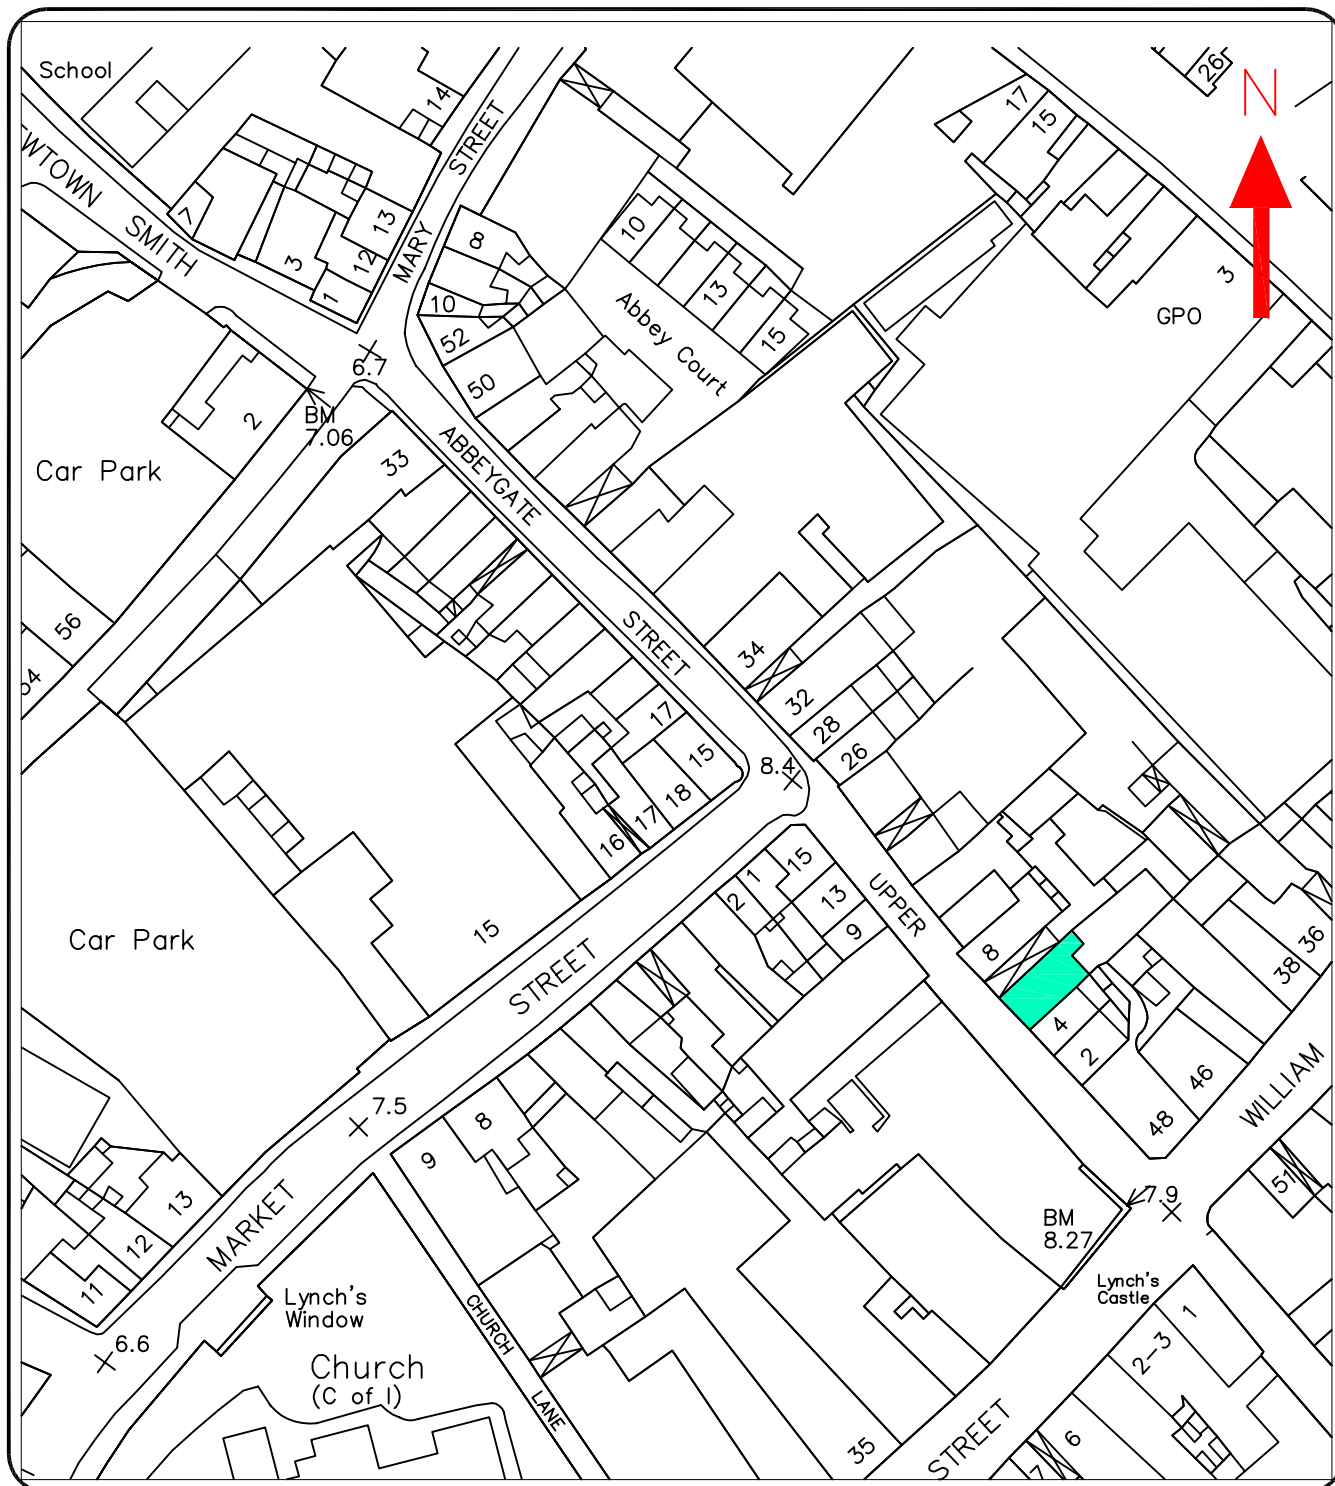 School
14
STREET
17
15
26
N
WTOWN
SMITH
7
3
1
12
13
MARY
8
10
52
50
10
13
15
Abbey Court
3
GPO
6.7
BM
7.06
2
33
Car Park
ABBEYGATE
STREET
56
54
34
32
28
26
17
15
8.4
18
17
16
15
Car Park
STREET
1
2
15
13
9
UPPER
8
4
2
36
38
46
48
WILLIAM
51
7.5
8
9
13
12
11
MARKET
7.9
BM
8.27
Lynch's
Castle
Lynch's
Window
CHURCH
LANE
6.6
Church
(C of I)
1
2-3
6
7
35
STREET